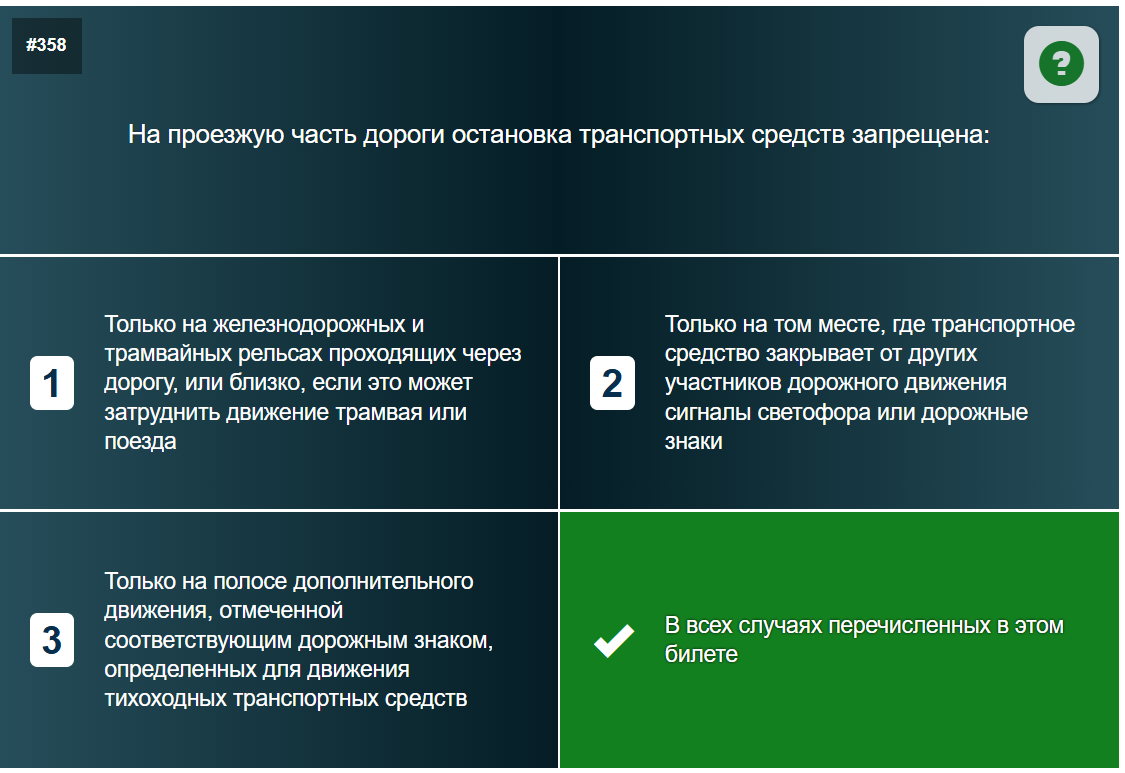 #358
?
На проезжую часть дороги остановка транспортных средств запрещена:
1
Только на железнодорожных и
трамвайных рельсах проходящих через
дорогу, или близко, если это может
затруднить движение трамвая или
поезда
2
Только на том месте, где транспортное
средство закрывает от других
участников дорожного движения
сигналы светофора или дорожные
знаки
3
Только на полосе дополнительного
движения, отмеченной
соответствующим дорожным знаком,
определенных для движения
тихоходных транспортных средств
В всех случаях перечисленных в этом
билете